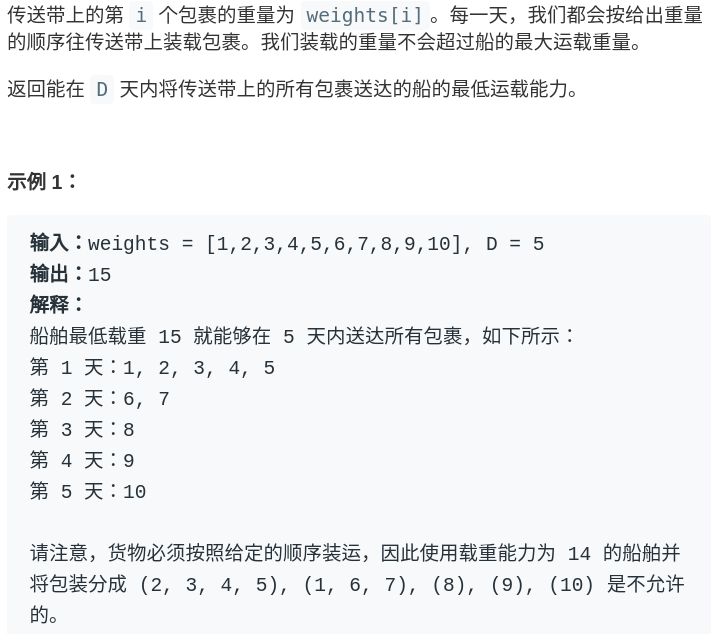 传送带上的第 i 个包裹的重量为 weights[i]。每一天，我们都会按给出重量
的顺序往传送带上装载包裹。我们装载的重量不会超过船的最大运载重量。
返回能在 D 天内将传送带上的所有包裹送达的船的最低运载能力。
示例 1：
输入：weights = [1,2,3,4,5,6,7,8,9,10], D = 5
输出：15
解释：
船舶最低载重 15 就能够在 5 天内送达所有包裹，如下所示：
第 1 天：1, 2, 3, 4, 5
第 2 天：6, 7
第 3 天：8
第 4 天：9
第 5 天：10
请注意，货物必须按照给定的顺序装运，因此使用载重能力为 14 的船舶并
将包装分成 (2, 3, 4, 5), (1, 6, 7), (8), (9), (10) 是不允许
的。